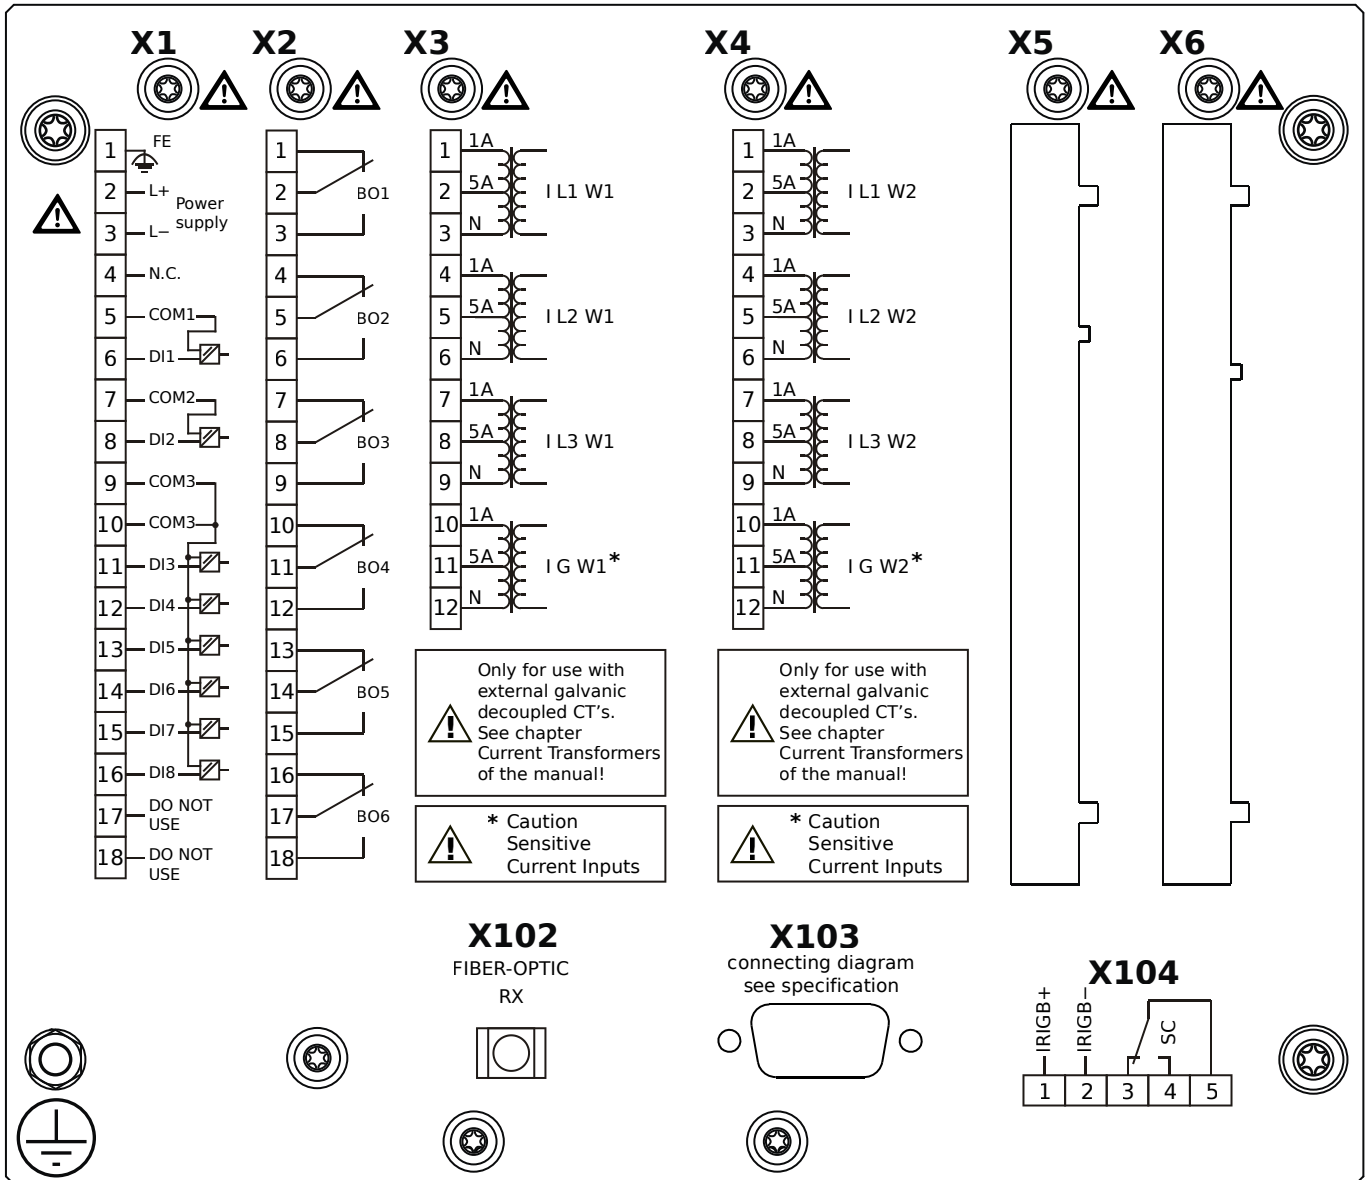 X1
X2
X3
X4
X5
X6
1
FE
2
L+
Power
supply
3
L−
4
N.C.
5
COM1
6
DI1
7
COM2
8
DI2
9
COM3
10
COM3
11
DI3
12
DI4
13
DI5
14
DI6
15
DI7
16
DI8
17
DO NOT
USE
18
DO NOT
USE
1
2
BO1
3
4
5
BO2
6
7
8
BO3
9
10
11
BO4
12
13
14
BO5
15
16
17
BO6
18
1
1A
2
5A
I L1 W1
3
N
4
1A
5
5A
I L2 W1
6
N
7
1A
8
5A
I L3 W1
9
N
10
1A
11
5A
I G W1*
12
N
Only for use with
external galvanic
decoupled CT's.
See chapter
Current Transformers
of the manual!
* Caution
Sensitive
Current Inputs
1
1A
2
5A
I L1 W2
3
N
4
1A
5
5A
I L2 W2
6
N
7
1A
8
5A
I L3 W2
9
N
10
1A
11
5A
I G W2*
12
N
Only for use with
external galvanic
decoupled CT's.
See chapter
Current Transformers
of the manual!
* Caution
Sensitive
Current Inputs
X102
FIBER-OPTIC
RX
X103
connecting diagram
see specification
X104
IRIGB+
IRIGB−
SC
1 2 3 4 5